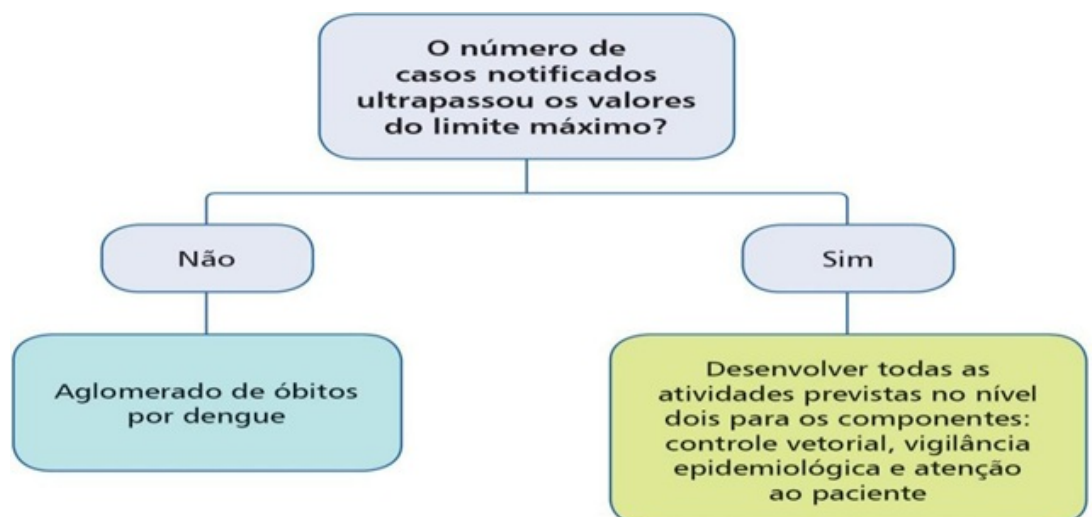 O número de
casos notificados
ultrapassou os valores
do limite máximo?
Não
Sim
Aglomerado de óbitos
por dengue
Desenvolver todas as
atividades previstas no nível
dois para os componentes:
controle vetorial, vigilância
epidemiológica e atenção
ao paciente